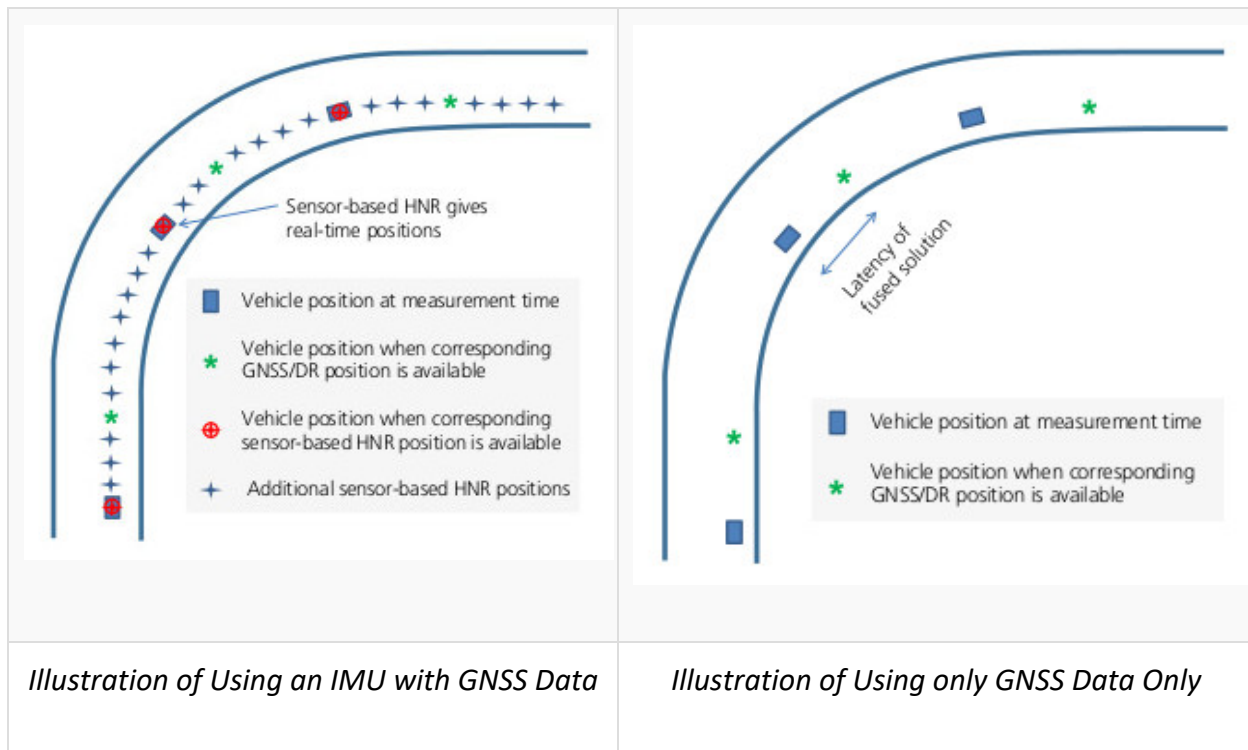 Sensor-based HNR gives
real-time positions
Vehicle position at measurement time
Vehicle position when corresponding
GNSS/DR position is available
Vehicle position when corresponding
sensor-based HNR position is available
Additional sensor-based HNR positions
Illustration of Using an IMU with GNSS Data
Latency of
fused solution
Vehicle position at measurement time
Vehicle position when corresponding
GNSS/DR position is available
Illustration of Using only GNSS Data Only